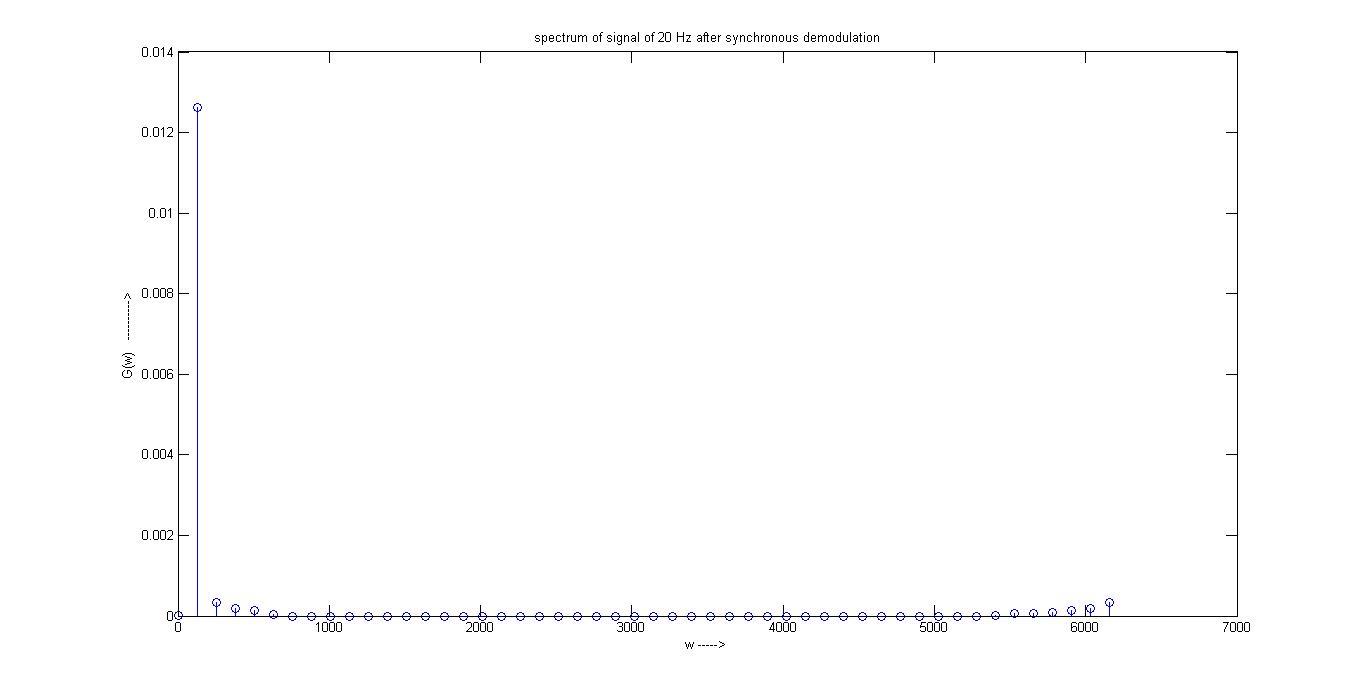 spectrum of signal of 20 Hz after synchronous demodulation
0.014
0.012
0.01
0.008
0.006
0.004
0.002
0
G(w) ----------->
0 1000 2000 3000 4000 5000 6000 7000
w ----->